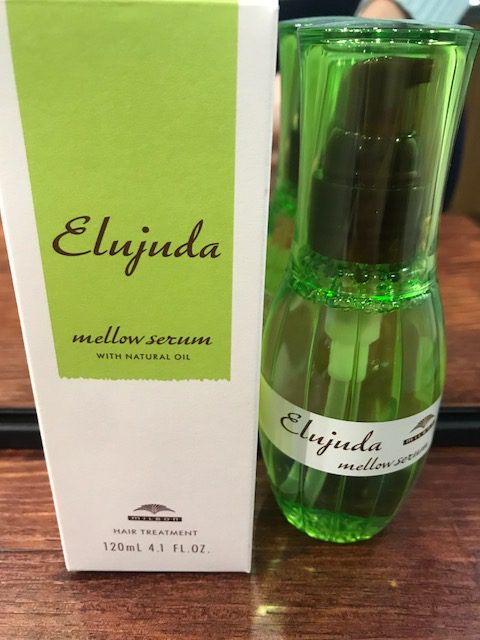 Elujuda
mellow serum
WITH NATURAL OIL
milbon
HAIR TREATMENT
120mL 4.1 FL.OZ.
Elujuda
milbon
mellow serum